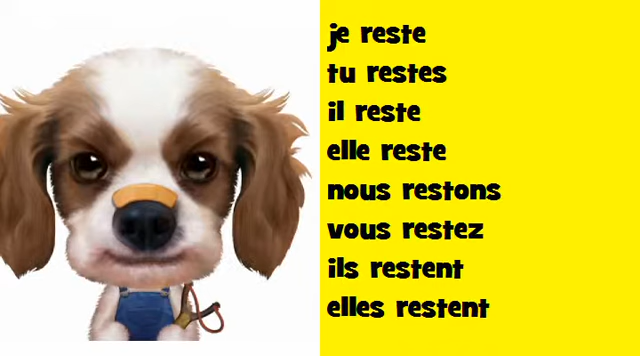 je reste
tu restes
il reste
elle reste
nous restons
vous restez
ils restent
elles restent